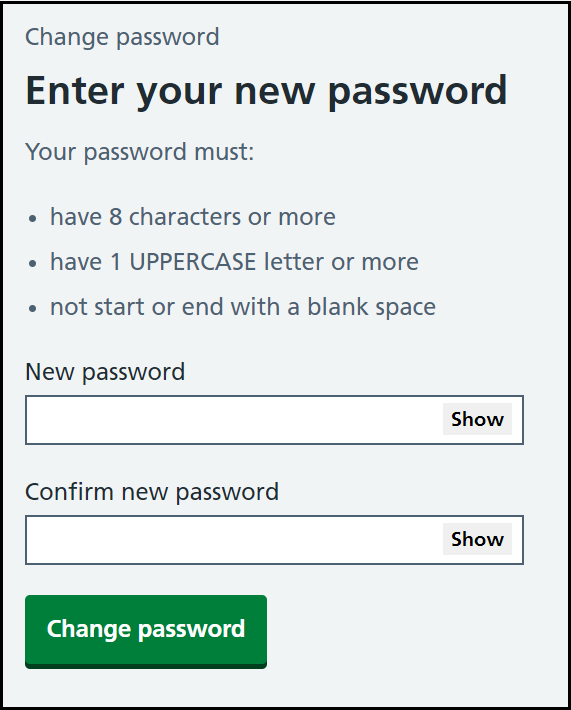 Change password
Enter your new password
Your password must:
• have 8 characters or more
• have 1 UPPERCASE letter or more
• not start or end with a blank space
New password
Show
Confirm new password
Show
Change password